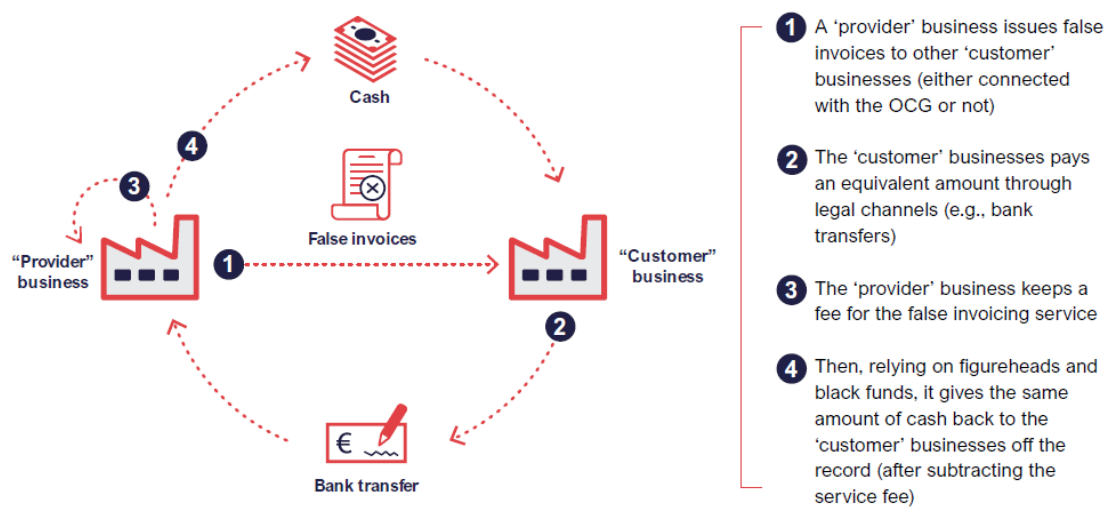 Cash
4
3
False invoices
"Provider"
business
1
"Customer"
business
2
€
Bank transfer
1 A ‘provider’ business issues false
invoices to other ‘customer’
businesses (either connected
with the OCG or not)
2 The ‘customer’ businesses pays
an equivalent amount through
legal channels (e.g., bank
transfers)
3 The ‘provider’ business keeps a
fee for the false invoicing service
4 Then, relying on figureheads and
black funds, it gives the same
amount of cash back to the
‘customer’ businesses off the
record (after subtracting the
service fee)